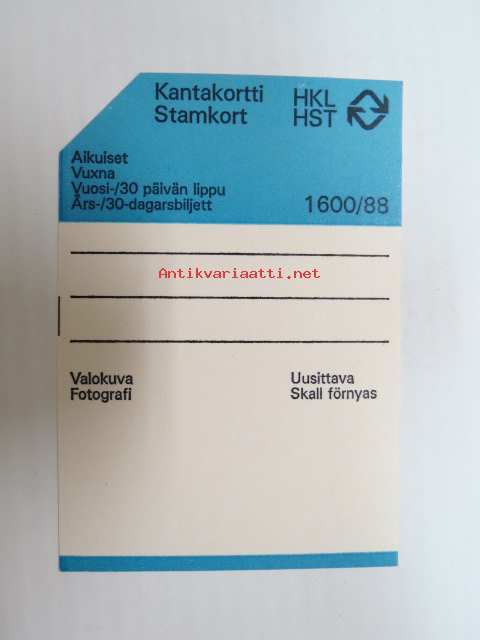 Kantakortti
Stamkort
HKL
HST
Aikuiset
Vuxna
Vuosi-/30 päivän lippu
Års-/30-dagarsbiljett
1600/88
Antikvariaatti.net
Valokuva
Fotografi
Uusittava
Skall förnyas